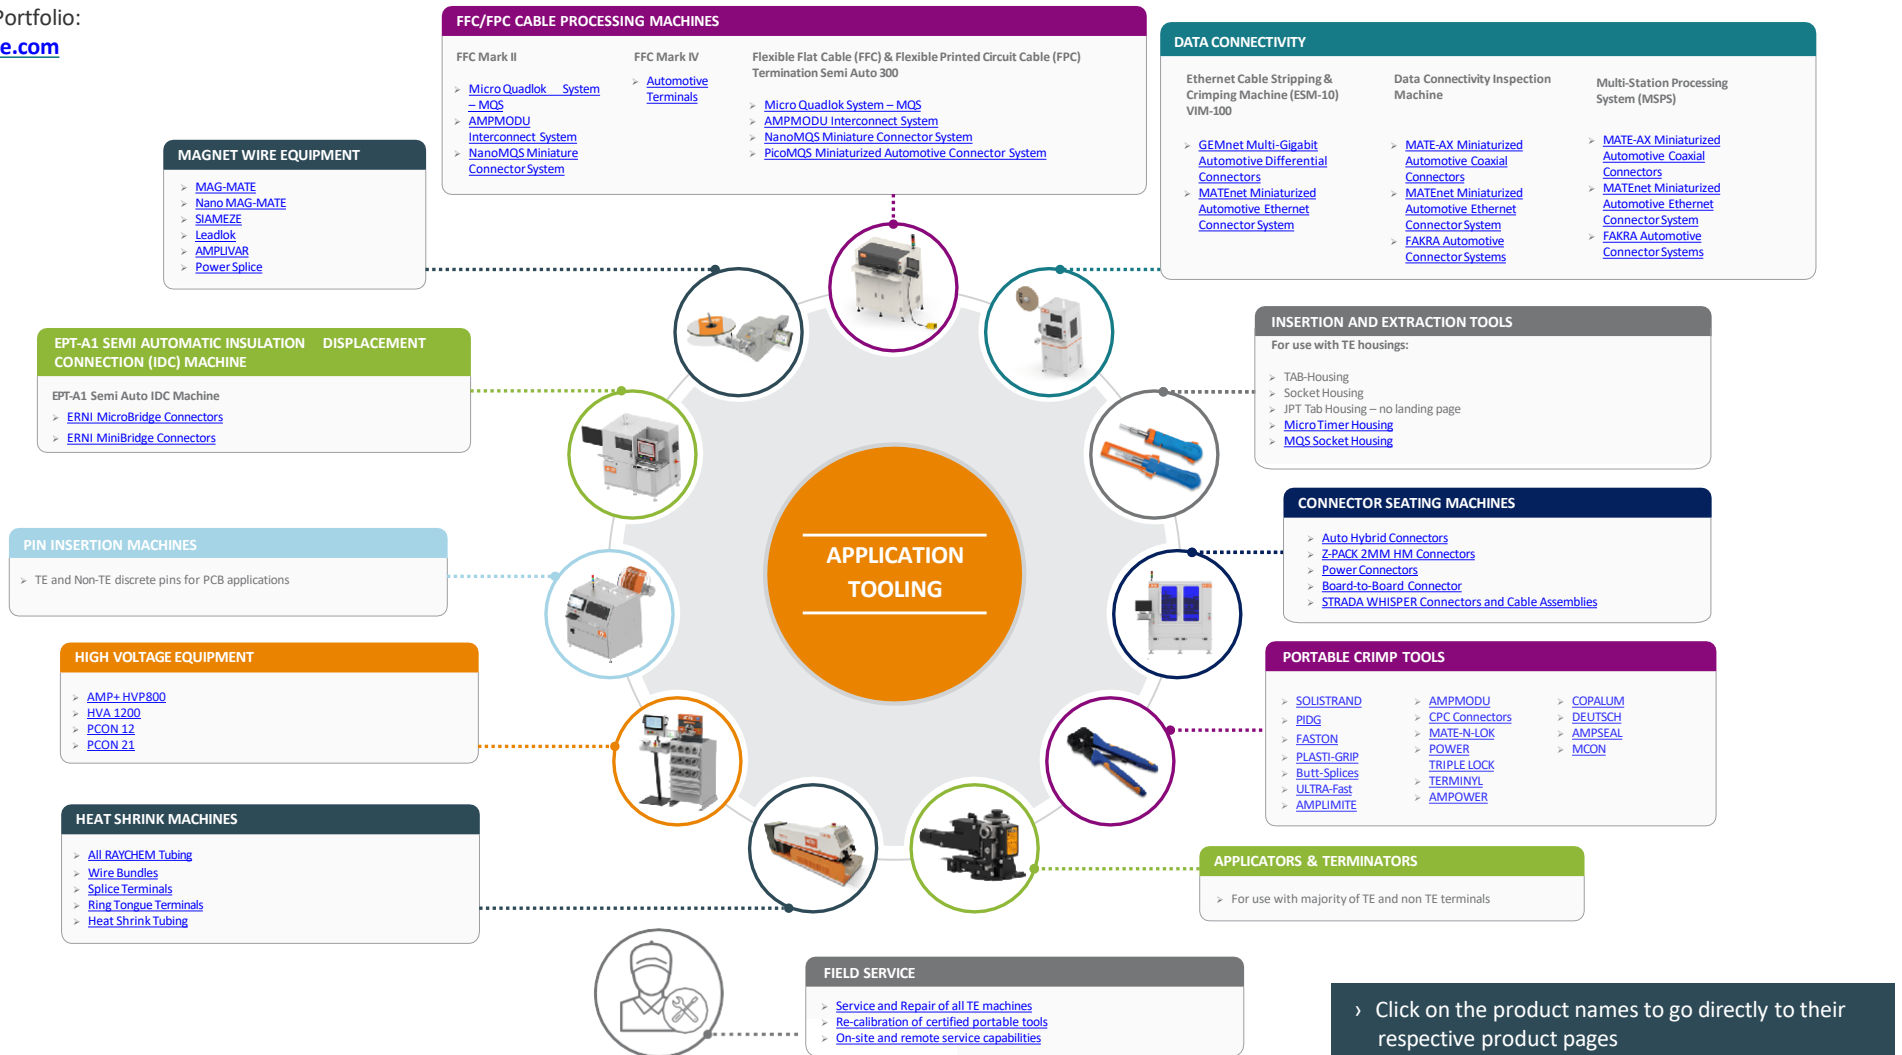 Portfolio:
e.com
FFC/FPC CABLE PROCESSING MACHINES
FFC Mark II
Micro Quadlok System
– MQS
AMPMODU
Interconnect System
NanoMQS Miniature
Connector System
FFC Mark IV
Automotive
Terminals
Flexible Flat Cable (FFC) & Flexible Printed Circuit Cable (FPC)
Termination Semi Auto 300
Micro Quadlok System – MQS
AMPMODU Interconnect System
NanoMQS Miniature Connector System
PicoMQS Miniaturized Automotive Connector System
DATA CONNECTIVITY
Ethernet Cable Stripping &
Crimping Machine (ESM-10)
VIM-100
GEMnet Multi-Gigabit
Automotive Differential
Connectors
MATEnet Miniaturized
Automotive Ethernet
Connector System
Data Connectivity Inspection
Machine
MATE-AX Miniaturized
Automotive Coaxial
Connectors
MATEnet Miniaturized
Automotive Ethernet
Connector System
FAKRA Automotive
Connector Systems
Multi-Station Processing
System (MSPS)
MATE-AX Miniaturized
Automotive Coaxial
Connectors
MATEnet Miniaturized
Automotive Ethernet
Connector System
FAKRA Automotive
Connector Systems
MAGNET WIRE EQUIPMENT
MAG-MATE
Nano MAG-MATE
SIAMEZE
Leadlok
AMPLIVAR
Power Splice
EPT-A1 SEMI AUTOMATIC INSULATION DISPLACEMENT
CONNECTION (IDC) MACHINE
EPT-A1 Semi Auto IDC Machine
ERNI MicroBridge Connectors
ERNI MiniBridge Connectors
INSERTION AND EXTRACTION TOOLS
For use with TE housings:
TAB-Housing
Socket Housing
JPT Tab Housing – no landing page
Micro Timer Housing
MQS Socket Housing
CONNECTOR SEATING MACHINES
Auto Hybrid Connectors
Z-PACK 2MM HM Connectors
Power Connectors
Board-to-Board Connector
STRADA WHISPER Connectors and Cable Assemblies
APPLICATION
TOOLING
PIN INSERTION MACHINES
TE and Non-TE discrete pins for PCB applications
HIGH VOLTAGE EQUIPMENT
AMP+ HVP800
HVA 1200
PCON 12
PCON 21
PORTABLE CRIMP TOOLS
SOLISTRAND
PIDG
FASTON
PLASTI-GRIP
Butt-Splices
ULTRA-Fast
AMPLIMITE
AMPMODU
CPC Connectors
MATE-N-LOK
POWER
TRIPLE LOCK
TERMINYL
AMPOWER
COPALUM
DEUTSCH
AMPSEAL
MCON
HEAT SHRINK MACHINES
All RAYCHEM Tubing
Wire Bundles
Splice Terminals
Ring Tongue Terminals
Heat Shrink Tubing
APPLICATORS & TERMINATORS
For use with majority of TE and non TE terminals
FIELD SERVICE
Service and Repair of all TE machines
Re-calibration of certified portable tools
On-site and remote service capabilities
› Click on the product names to go directly to their
respective product pages